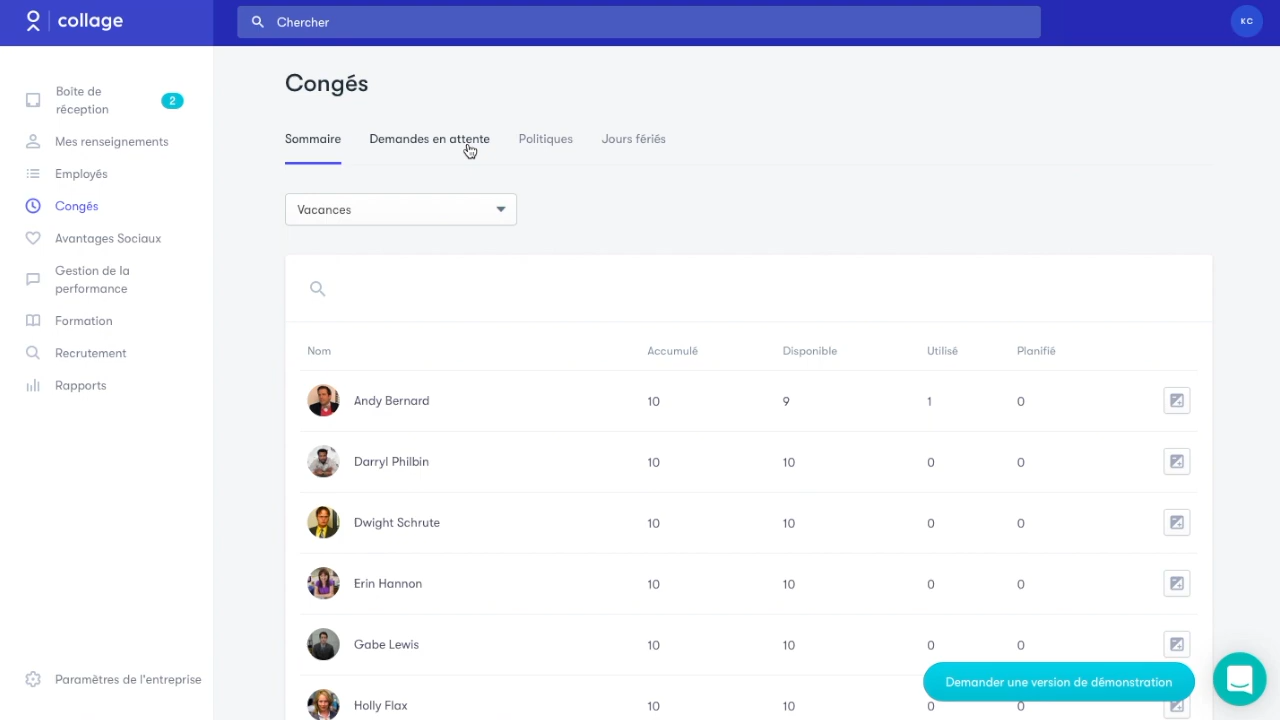 collage
Chercher
KC
Boîte de
réception
2
Mes renseignements
Employés
Congés
Avantages Sociaux
Gestion de la
performance
Formation
Recrutement
Rapports
Paramètres de l'entreprise
Congés
Sommaire Demandes en attente Politiques Jours fériés
Vacances
Nom Accumulé Disponible Utilisé Planifié
Andy Bernard 10 9 1 0
Darryl Philbin 10 10 0 0
Dwight Schrute 10 10 0 0
Erin Hannon 10 10 0 0
Gabe Lewis 10 10 0 0
Holly Flax 10 10 0 0
Demander une version de démonstration